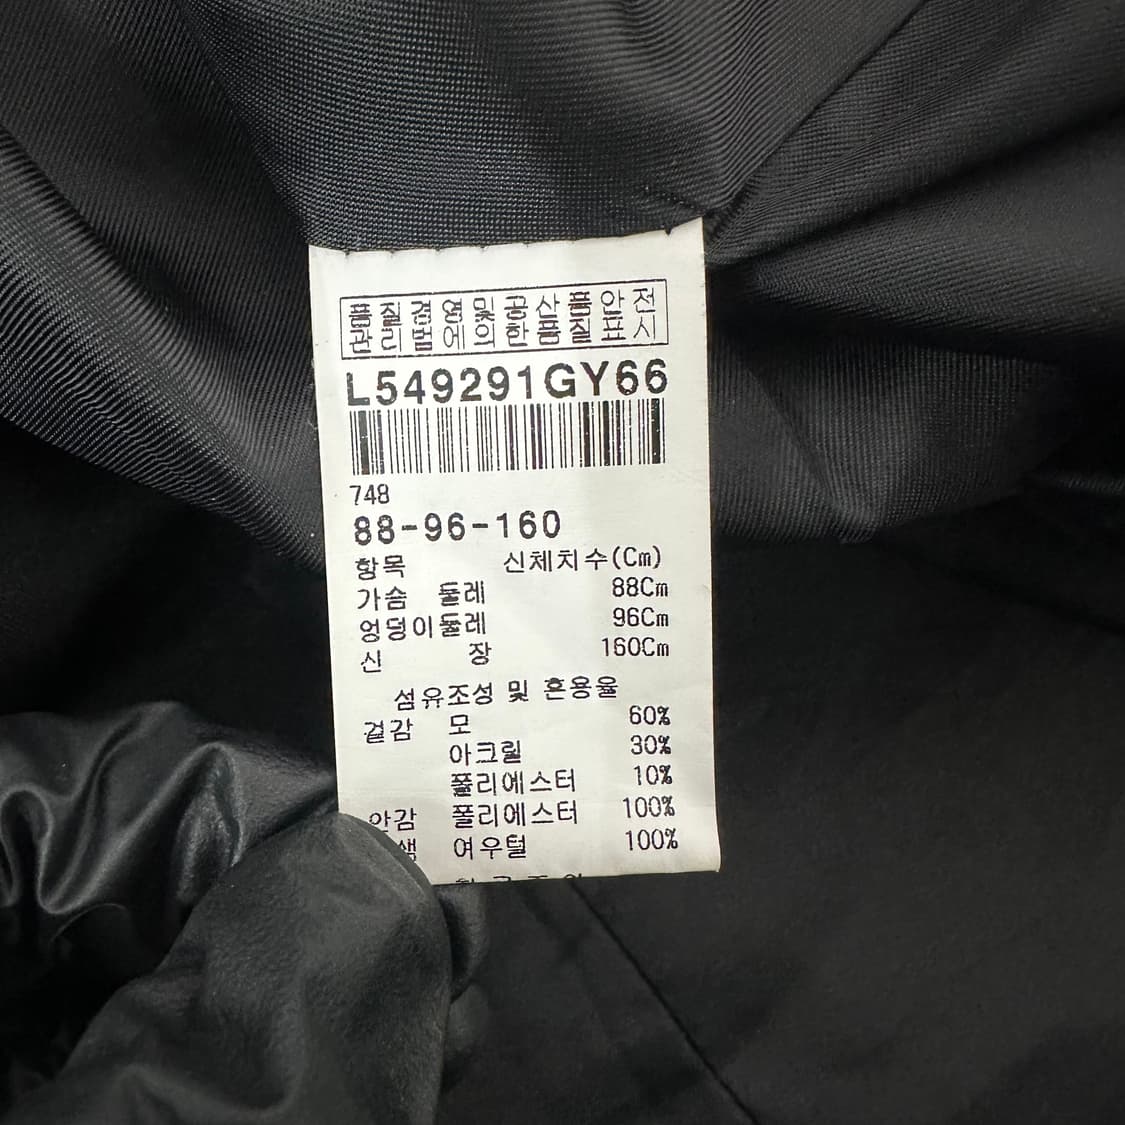 품질경영및공산품안전
관리법에의한품질표시
L549291GY66
748
88-96-160
항목 신체치수(Cm)
가슴 둘레 88Cm
엉덩이둘레 96Cm
신 장 160Cm
섬유조성 및 혼용율
겉감 모 60%
아크릴 30%
폴리에스터 10%
안감 폴리에스터 100%
여우털 100%